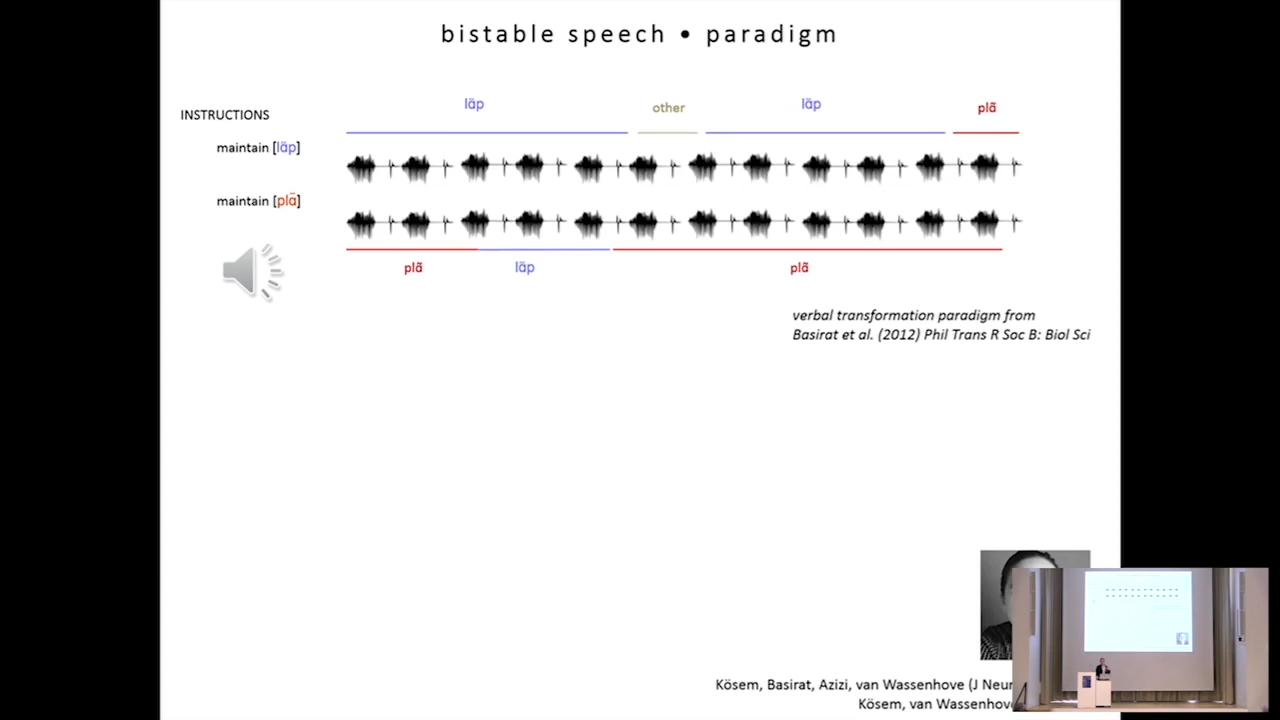 bistable speech • paradigm
INSTRUCTIONS
läp
other
läp
plã
maintain [läp]
maintain [plã]
plã
läp
plã
verbal transformation paradigm from
Basirat et al. (2012) Phil Trans R Soc B: Biol Sci
Kösem, Basirat, Azizi, van Wassenhove (J Neur
Kösem, van Wassenhove